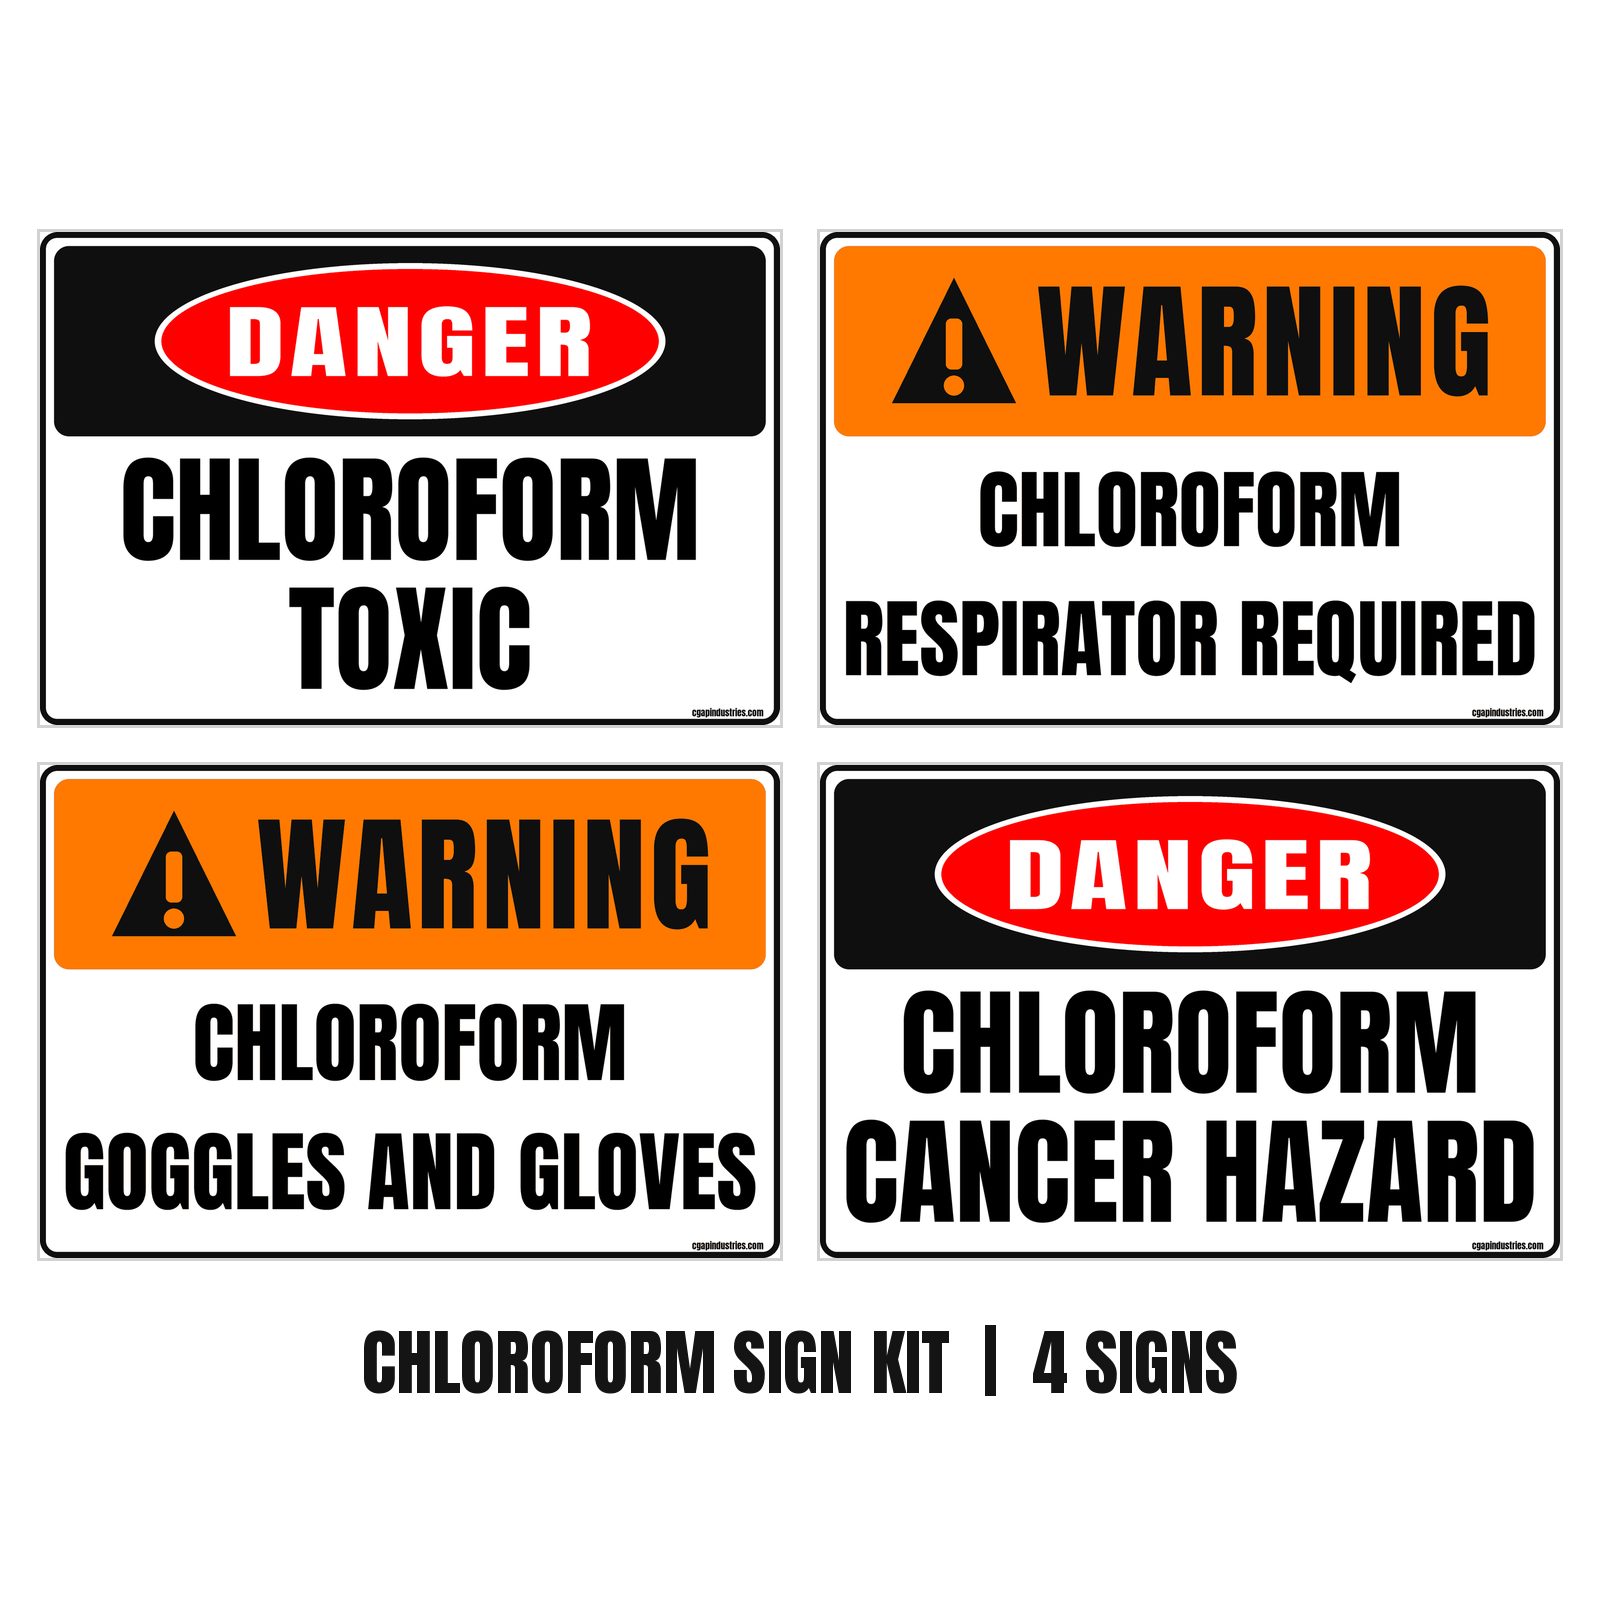 DANGER
CHLOROFORM
TOXIC
cgapindustries.com
WARNING
CHLOROFORM
RESPIRATOR REQUIRED
cgapindustries.com
WARNING
CHLOROFORM
GOGGLES AND GLOVES
cgapindustries.com
DANGER
CHLOROFORM
CANCER HAZARD
cgapindustries.com
CHLOROFORM SIGN KIT | 4 SIGNS